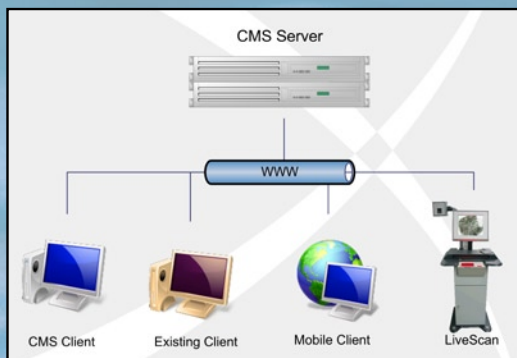 CMS Server
WWW
CMS Client
Existing Client
Mobile Client
LiveScan